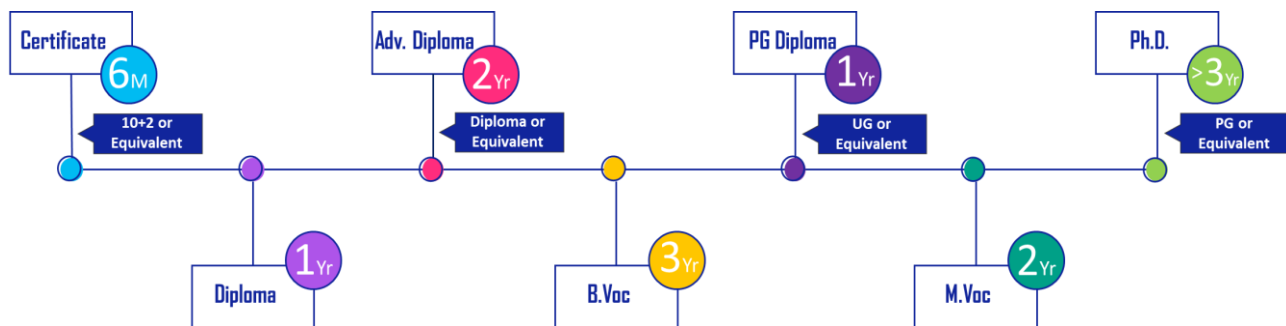 Certificate
6M
10+2 or
Equivalent
Adv. Diploma
2Yr
Diploma or
Equivalent
PG Diploma
1Yr
UG or
Equivalent
Ph.D.
>3Yr
PG or
Equivalent
Diploma
1Yr
B.Voc
3Yr
M.Voc
2Yr